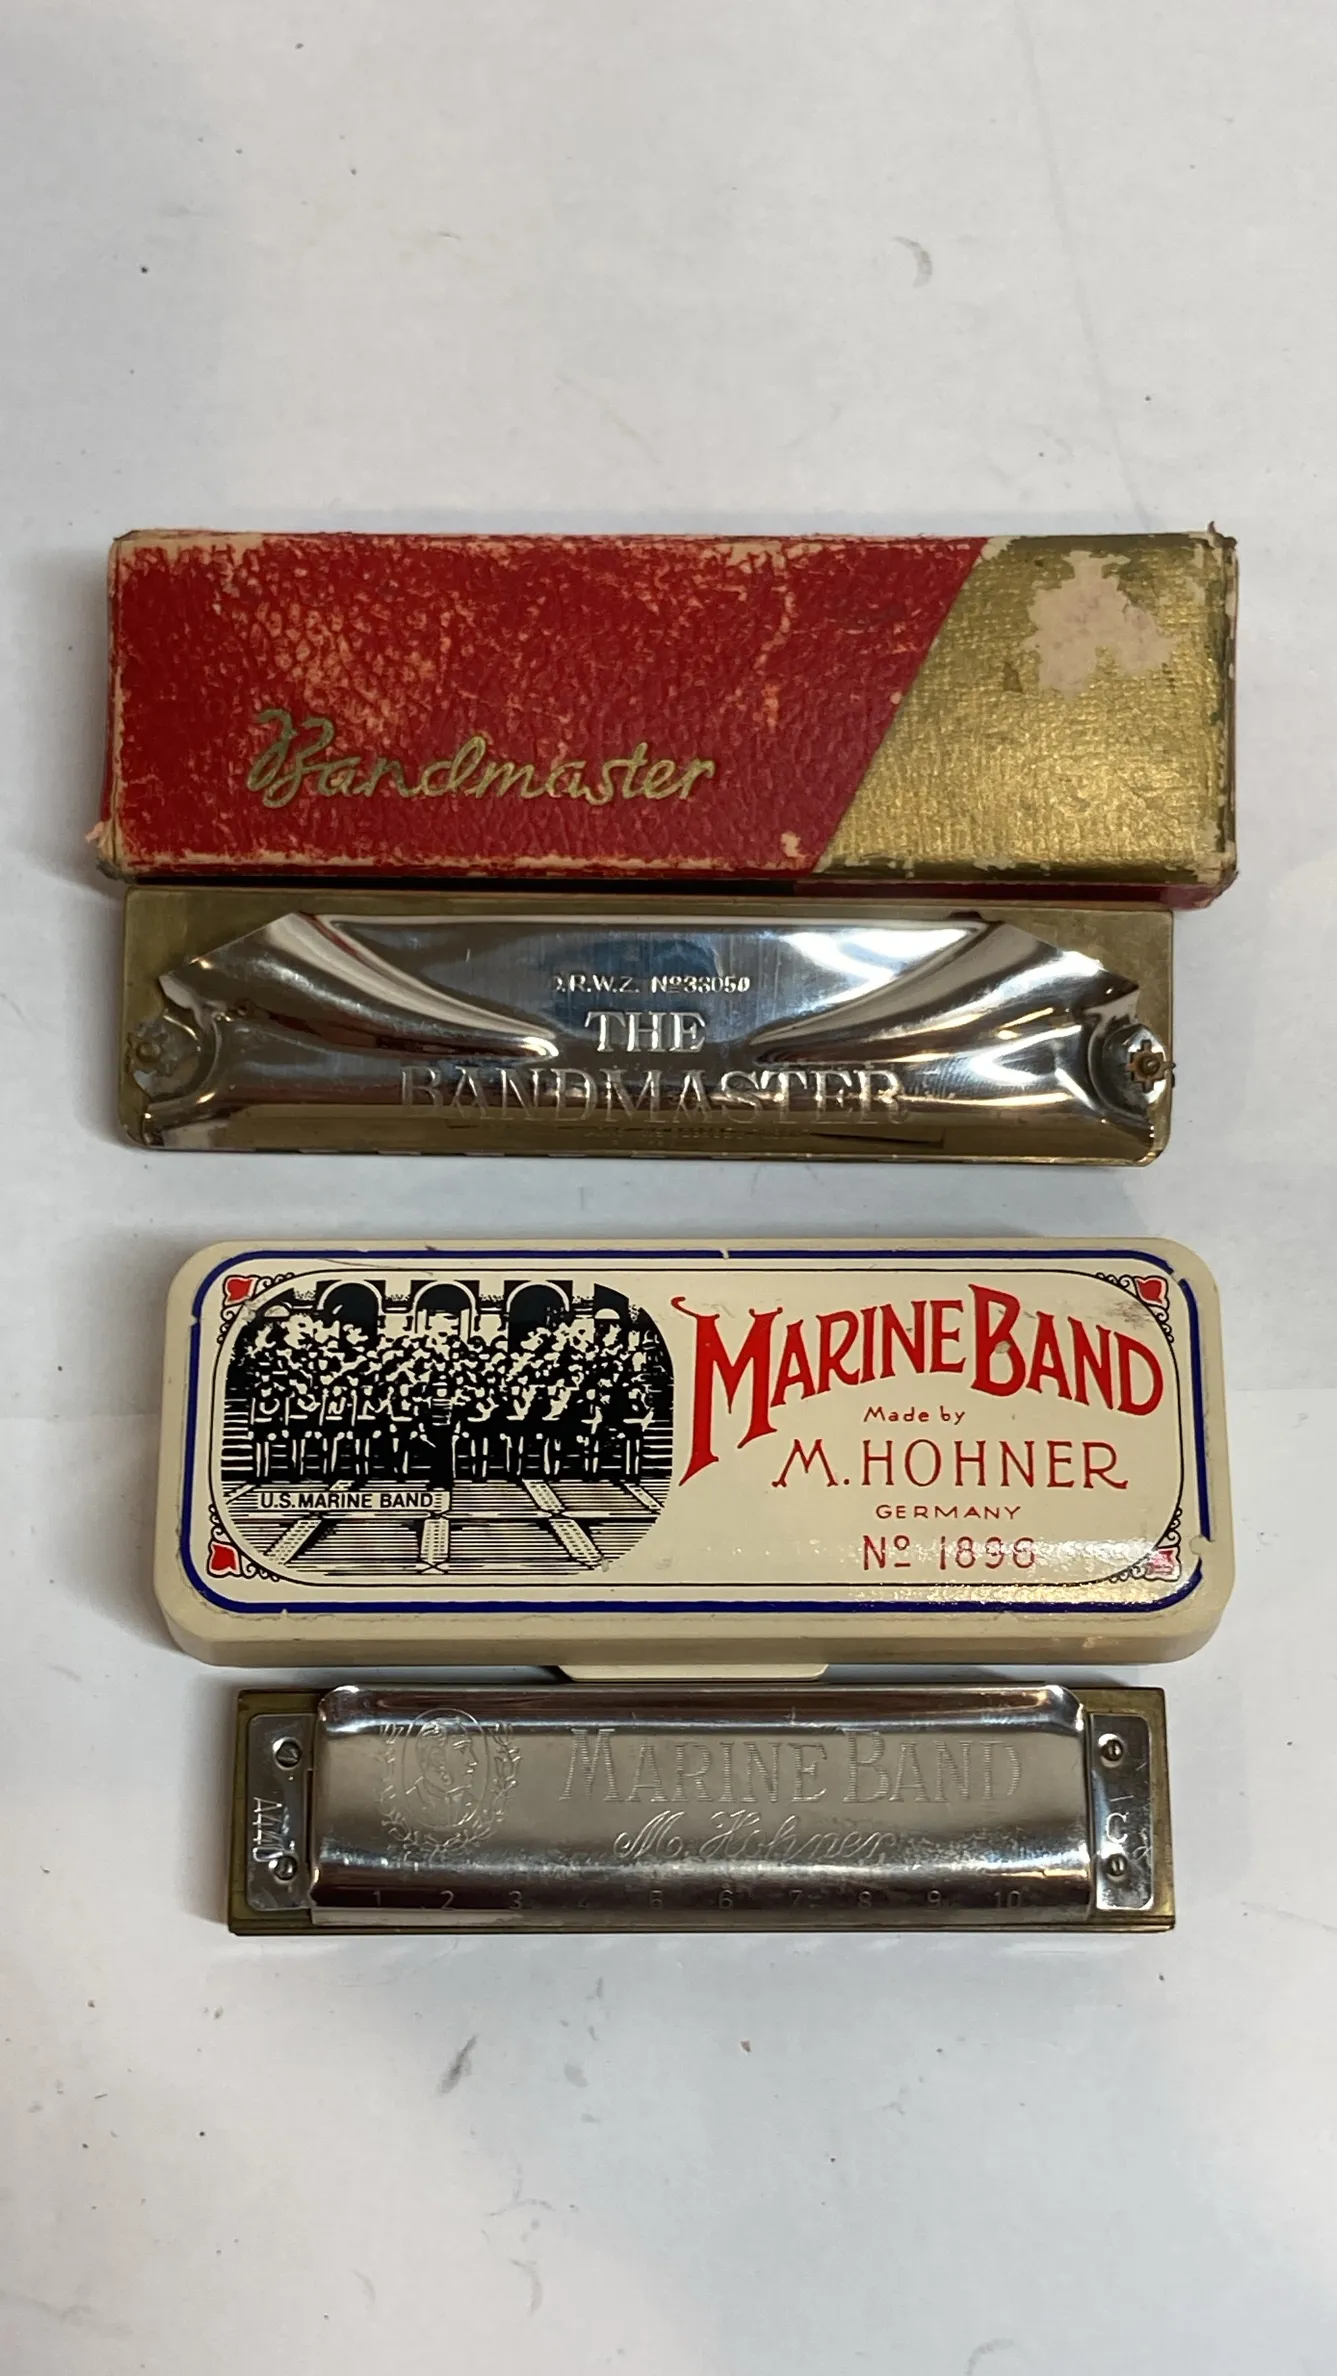 Bandmaster
D.R.W.Z. Nº33050
THE
BANDMASTER
U.S. MARINE BAND
MARINE BAND
Made by
M. HOHNER
GERMANY
Nº 1896
MARINE BAND
M. Hohner
A440
C
1 2 3 4 5 6 7 8 9 10